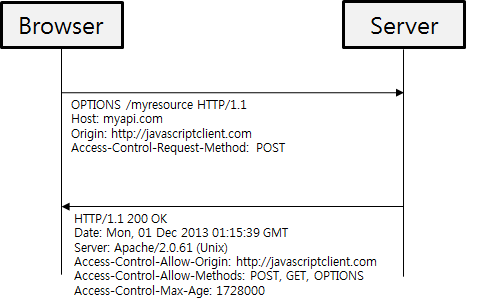 Browser
Server
OPTIONS /myresource HTTP/1.1
Host: myapi.com
Origin: http://javascriptclient.com
Access-Control-Request-Method: POST
HTTP/1.1 200 OK
Date: Mon, 01 Dec 2013 01:15:39 GMT
Server: Apache/2.0.61 (Unix)
Access-Control-Allow-Origin: http://javascriptclient.com
Access-Control-Allow-Methods: POST, GET, OPTIONS
Access-Control-Max-Age: 1728000